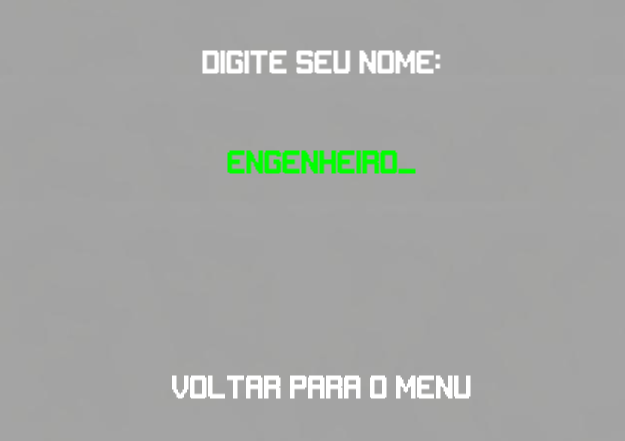 DIGITE SEU NOME:
ENGENHEIRO_
VOLTAR PARA O MENU